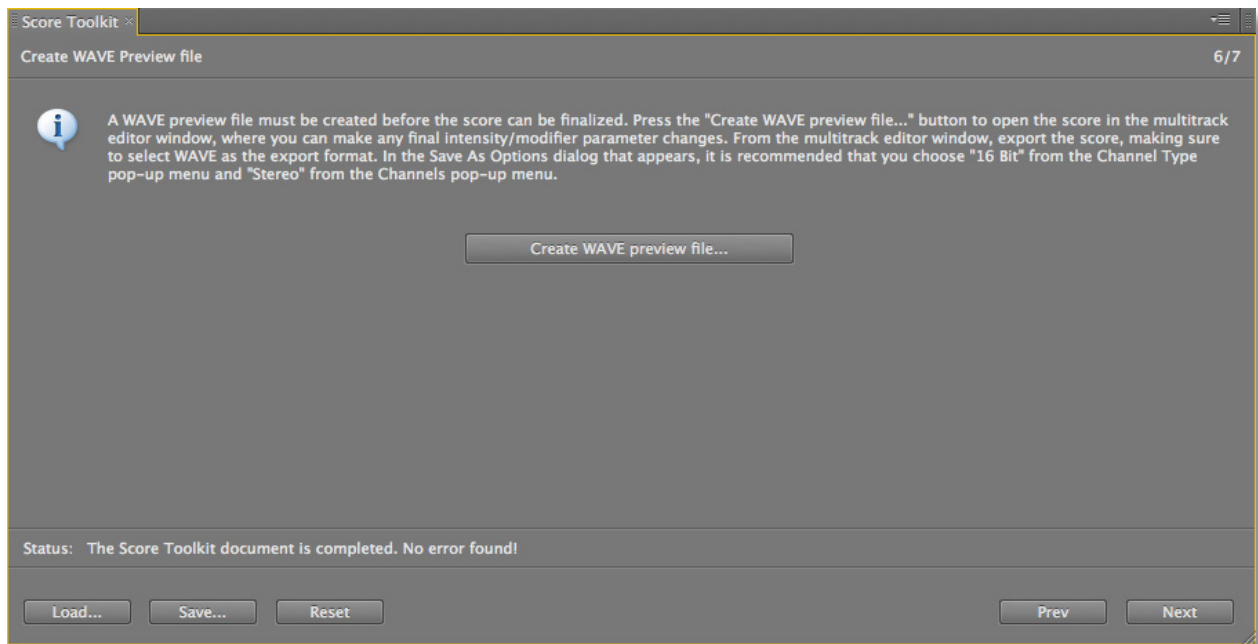 Score Toolkit
Create WAVE Preview file 6/7
A WAVE preview file must be created before the score can be finalized. Press the "Create WAVE preview file..." button to open the score in the multitrack
editor window, where you can make any final intensity/modifier parameter changes. From the multitrack editor window, export the score, making sure
to select WAVE as the export format. In the Save As Options dialog that appears, it is recommended that you choose "16 Bit" from the Channel Type
pop-up menu and "Stereo" from the Channels pop-up menu.
Create WAVE preview file...
Status: The Score Toolkit document is completed. No error found!
Load... Save... Reset Prev Next